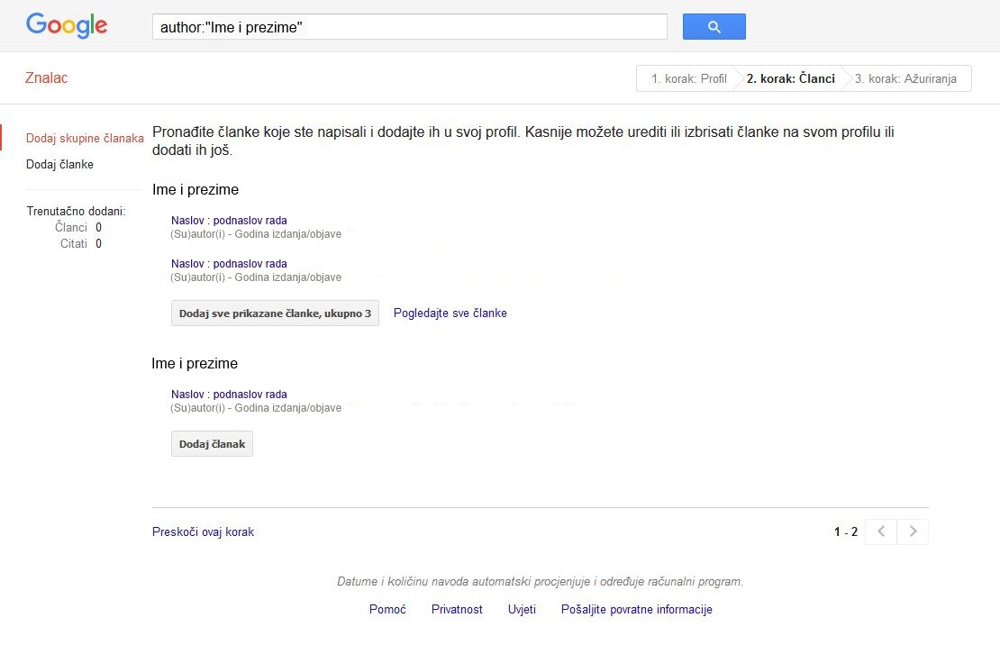 Google
author:"Ime i prezime"
Znalac
1. korak: Profil
2. korak: Članci
3. korak: Ažuriranja
Dodaj skupine članaka
Dodaj članke
Trenutačno dodani:
Članci 0
Citati 0
Pronađite članke koje ste napisali i dodajte ih u svoj profil. Kasnije možete urediti ili izbrisati članke na svom profilu ili
dodati ih još.
Ime i prezime
Naslov : podnaslov rada
(Su)autor(i) - Godina izdanja/objave
Naslov : podnaslov rada
(Su)autor(i) - Godina izdanja/objave
Dodaj sve prikazane članke, ukupno 3
Pogledajte sve članke
Ime i prezime
Naslov : podnaslov rada
(Su)autor(i) - Godina izdanja/objave
Dodaj članak
Preskoči ovaj korak
1 - 2
Datume i količinu navoda automatski procjenjuje i određuje računalni program.
Pomoć
Privatnost
Uvjeti
Pošaljite povratne informacije